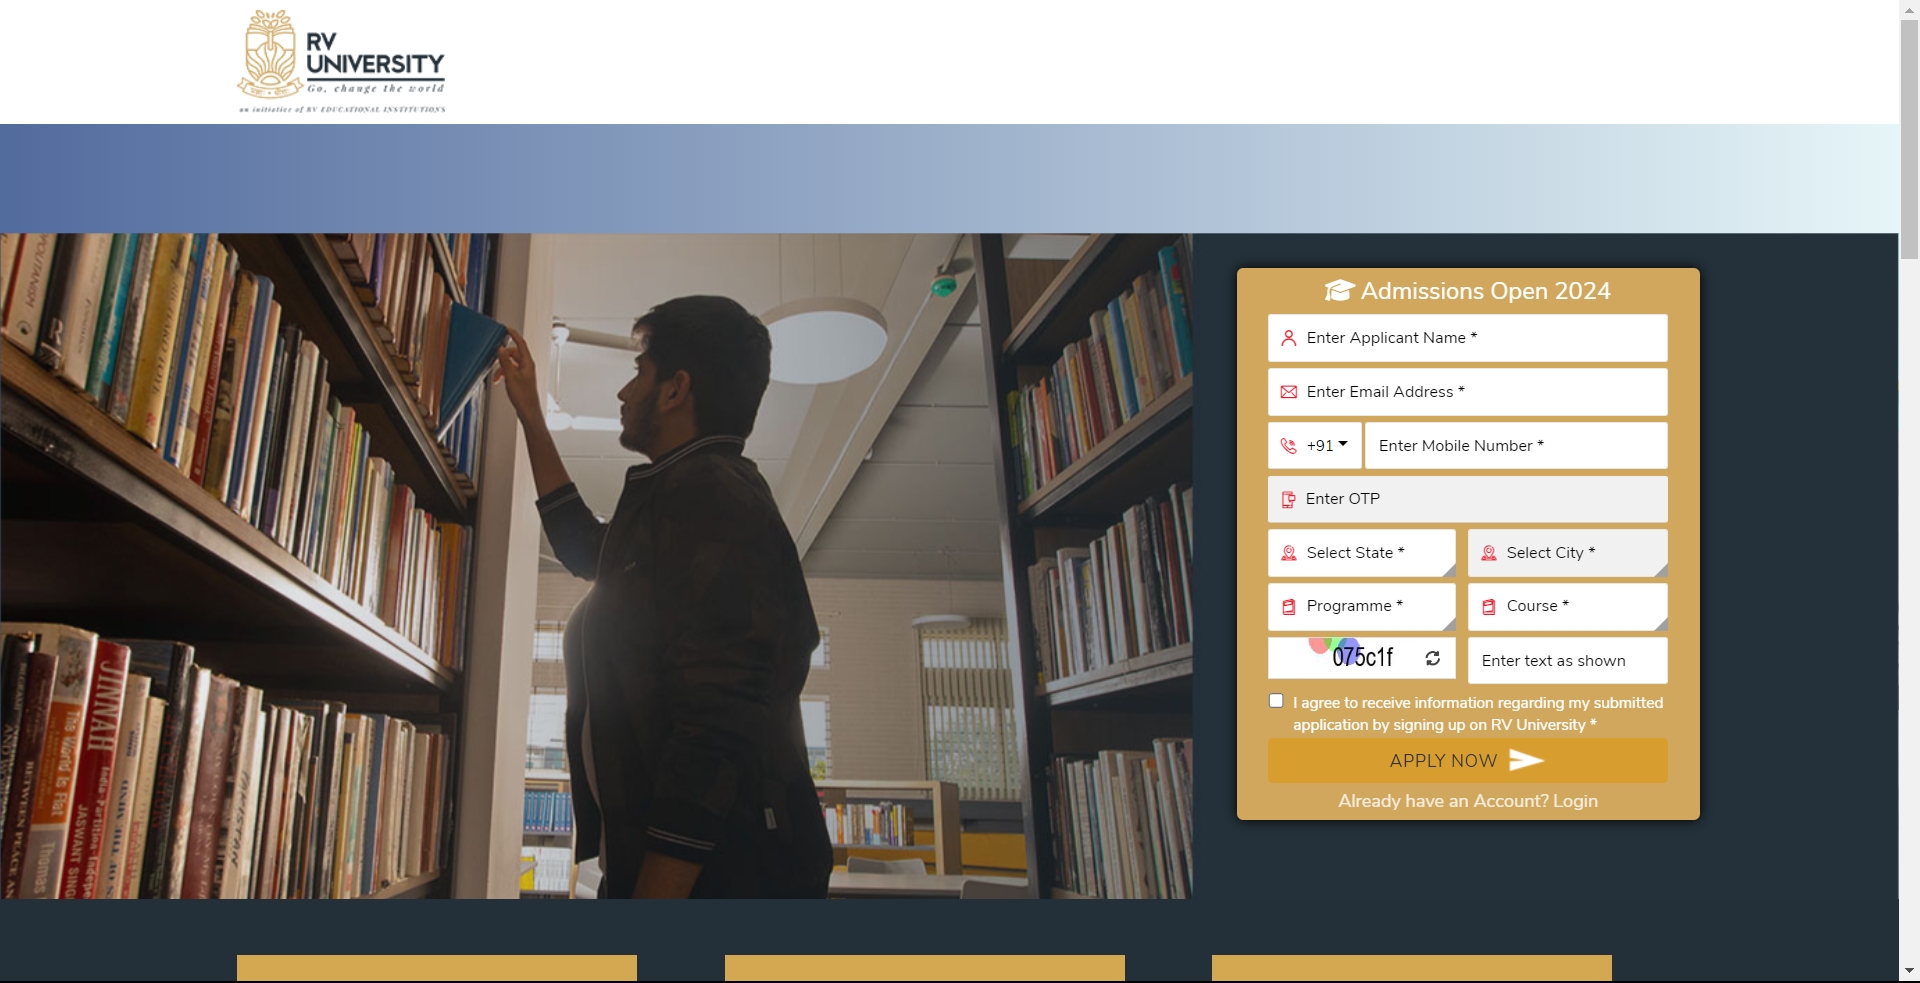 RV
UNIVERSITY
Go, change the world
an initiative of RV EDUCATIONAL INSTITUTIONS
Admissions Open 2024
Enter Applicant Name *
Enter Email Address *
+91
Enter Mobile Number *
Enter OTP
Select State *
Select City *
Programme *
Course *
075c1f
Enter text as shown
I agree to receive information regarding my submitted
application by signing up on RV University *
APPLY NOW
Already have an Account? Login
JINNAH
India-Partition-Indepe
JASWANT SING
The World Is Flat
Thomas
BETWEEN PEACE AN